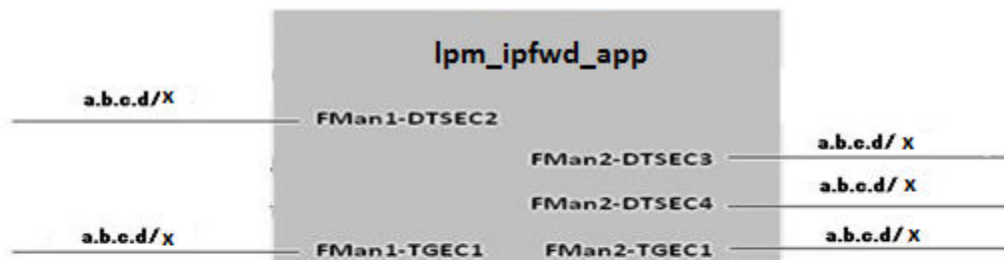 lpm_ipfwd_app
a.b.c.d/X
FMan1-DTSEC2
a.b.c.d/ X
FMan2-DTSEC3
a.b.c.d/ X
FMan2-DTSEC4
a.b.c.d/X
FMan1-TGEC1
FMan2-TGEC1
a.b.c.d/ X